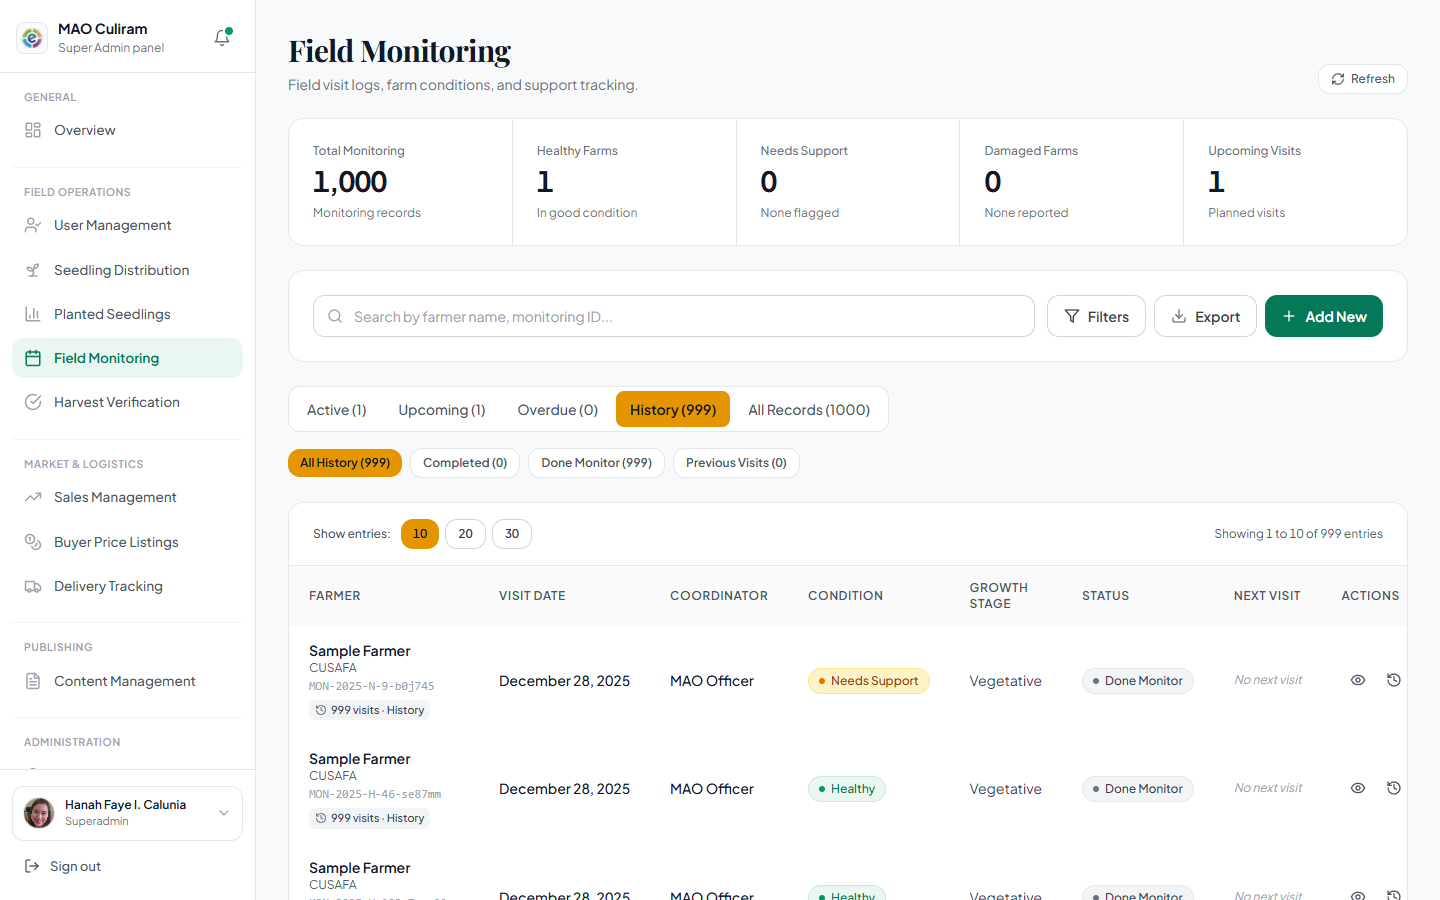 MAO Culiram
Super Admin panel
GENERAL
Overview
FIELD OPERATIONS
User Management
Seedling Distribution
Planted Seedlings
Field Monitoring
Harvest Verification
MARKET & LOGISTICS
Sales Management
Buyer Price Listings
Delivery Tracking
PUBLISHING
Content Management
ADMINISTRATION
Hanah Faye I. Calunia
Superadmin
Sign out
Field Monitoring
Field visit logs, farm conditions, and support tracking.
Refresh
Total Monitoring
1,000
Monitoring records
Healthy Farms
1
In good condition
Needs Support
0
None flagged
Damaged Farms
0
None reported
Upcoming Visits
1
Planned visits
Search by farmer name, monitoring ID...
Filters
Export
Add New
Active (1) Upcoming (1) Overdue (0) History (999) All Records (1000)
All History (999) Completed (0) Done Monitor (999) Previous Visits (0)
Show entries: 10 20 30 Showing 1 to 10 of 999 entries
FARMER VISIT DATE COORDINATOR CONDITION GROWTH STAGE STATUS NEXT VISIT ACTIONS
Sample Farmer
CUSAFA
MON-2025-N-9-b0j745
999 visits · History
December 28, 2025 MAO Officer Needs Support Vegetative Done Monitor No next visit
Sample Farmer
CUSAFA
MON-2025-H-46-se87mm
999 visits · History
December 28, 2025 MAO Officer Healthy Vegetative Done Monitor No next visit
Sample Farmer
CUSAFA
December 28, 2025 MAO Officer Healthy Vegetative Done Monitor No next visit